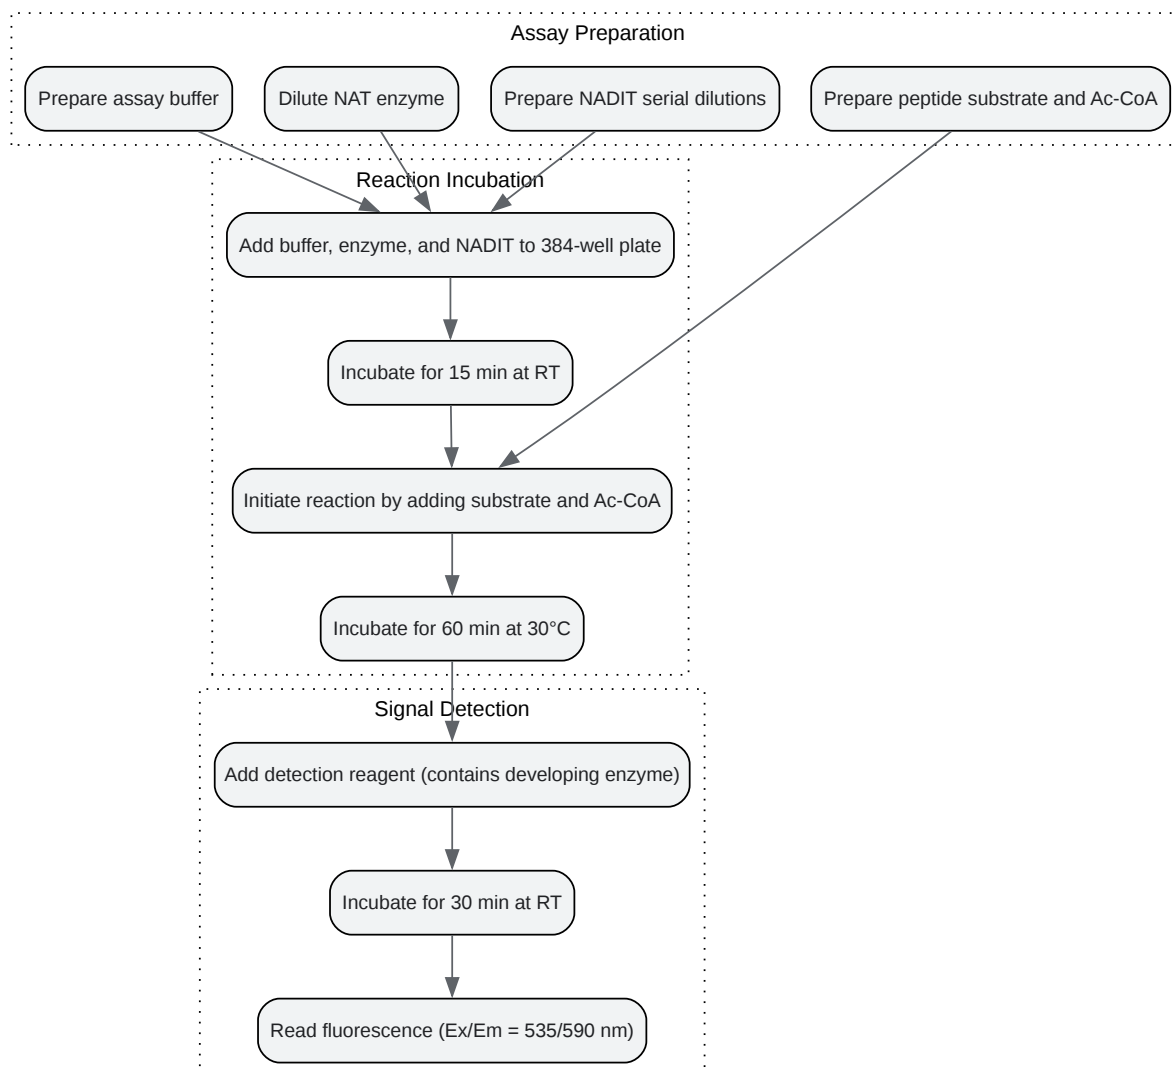 Assay Preparation
Prepare assay buffer
Dilute NAT enzyme
Prepare NADIT serial dilutions
Prepare peptide substrate and Ac-CoA
Reaction Incubation
Add buffer, enzyme, and NADIT to 384-well plate
Incubate for 15 min at RT
Initiate reaction by adding substrate and Ac-CoA
Incubate for 60 min at 30°C
Signal Detection
Add detection reagent (contains developing enzyme)
Incubate for 30 min at RT
Read fluorescence (Ex/Em = 535/590 nm)